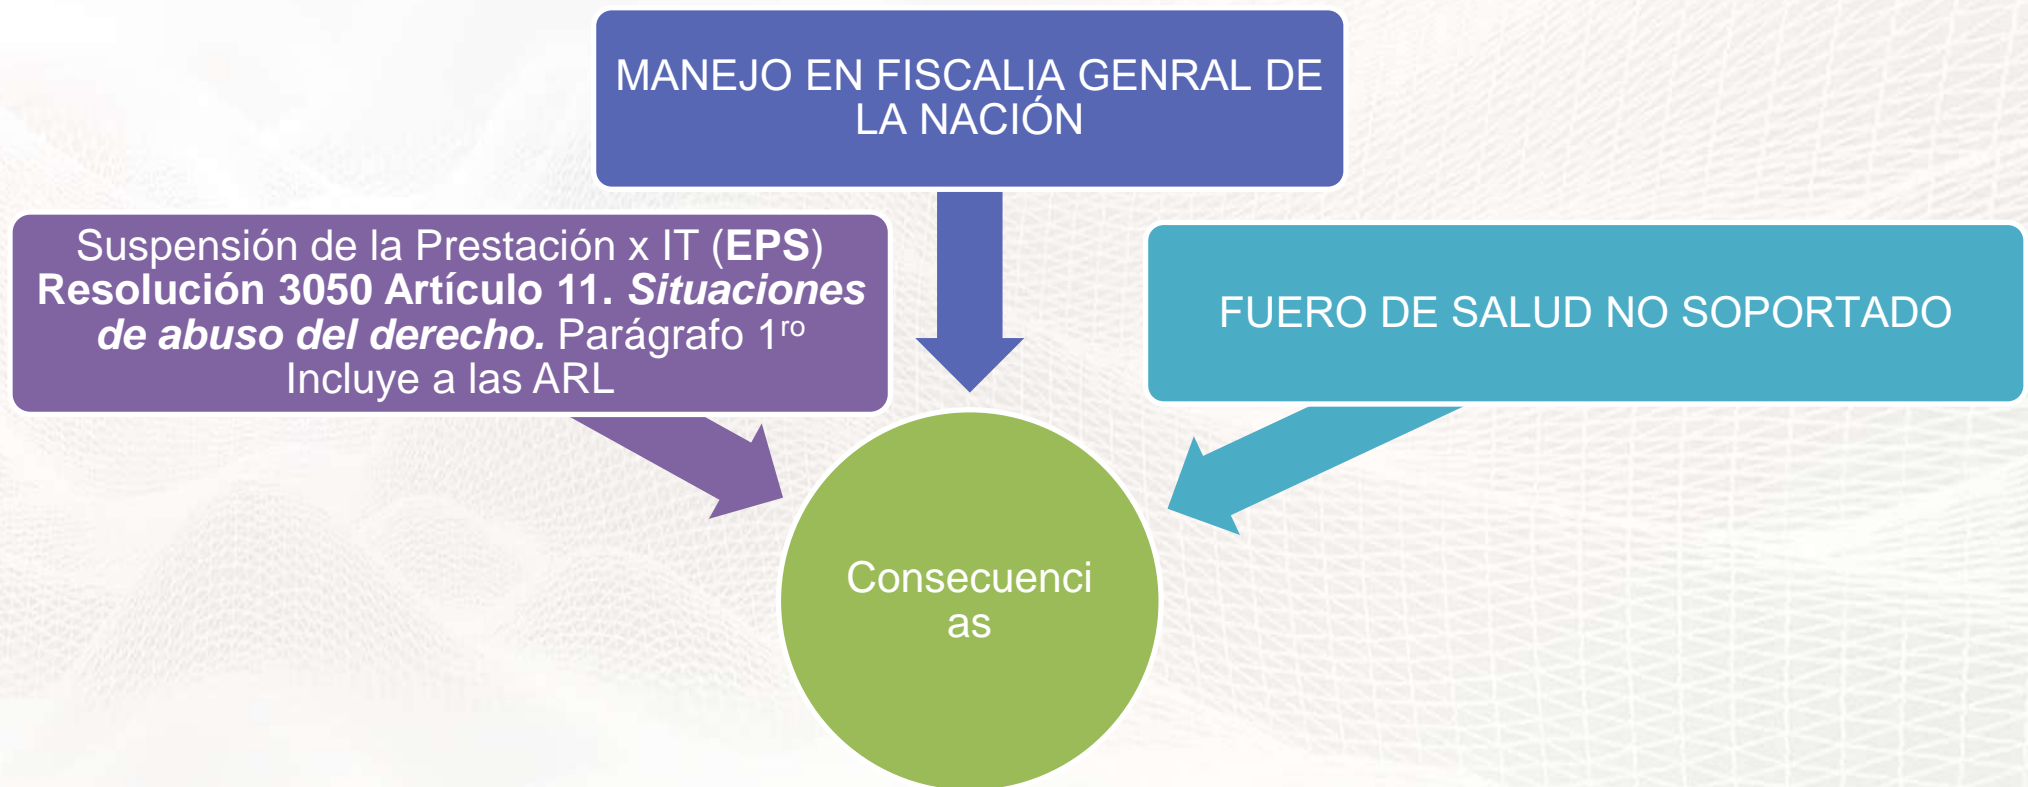 MANEJO EN FISCALIA GENRAL DE
LA NACIÓN
Suspensión de la Prestación x IT (EPS)
Resolución 3050 Artículo 11. Situaciones
de abuso del derecho. Parágrafo 1ro
Incluye a las ARL
FUERO DE SALUD NO SOPORTADO
Consecuenci
as